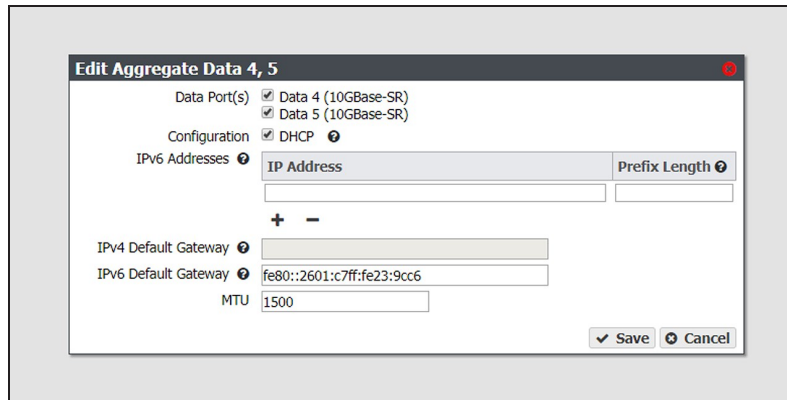 Edit Aggregate Data 4, 5
Data Port(s) Data 4 (10GBase-SR)
Data 5 (10GBase-SR)
Configuration DHCP
IPv6 Addresses IP Address Prefix Length
IPv4 Default Gateway
IPv6 Default Gateway fe80::2601:c7ff:fe23:9cc6
MTU 1500
Save Cancel